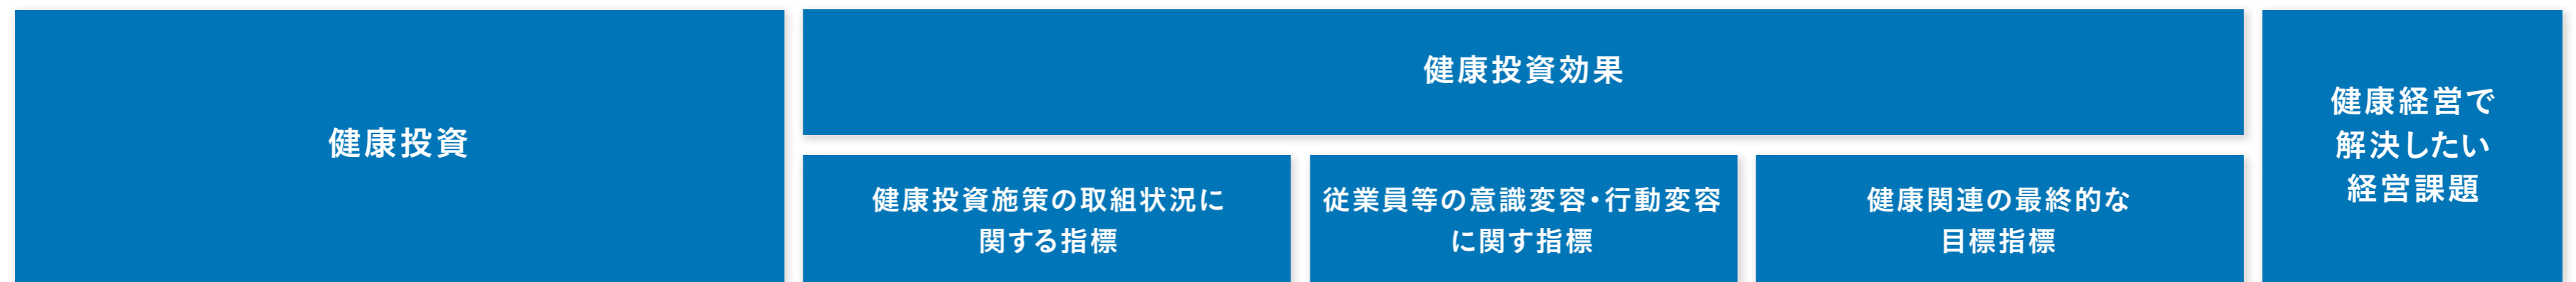 健康投資
健康投資効果
健康投資施策の取組状況に
関する指標
従業員等の意識変容・行動変容
に関す指標
健康関連の最終的な
目標指標
健康経営で
解決したい
経営課題